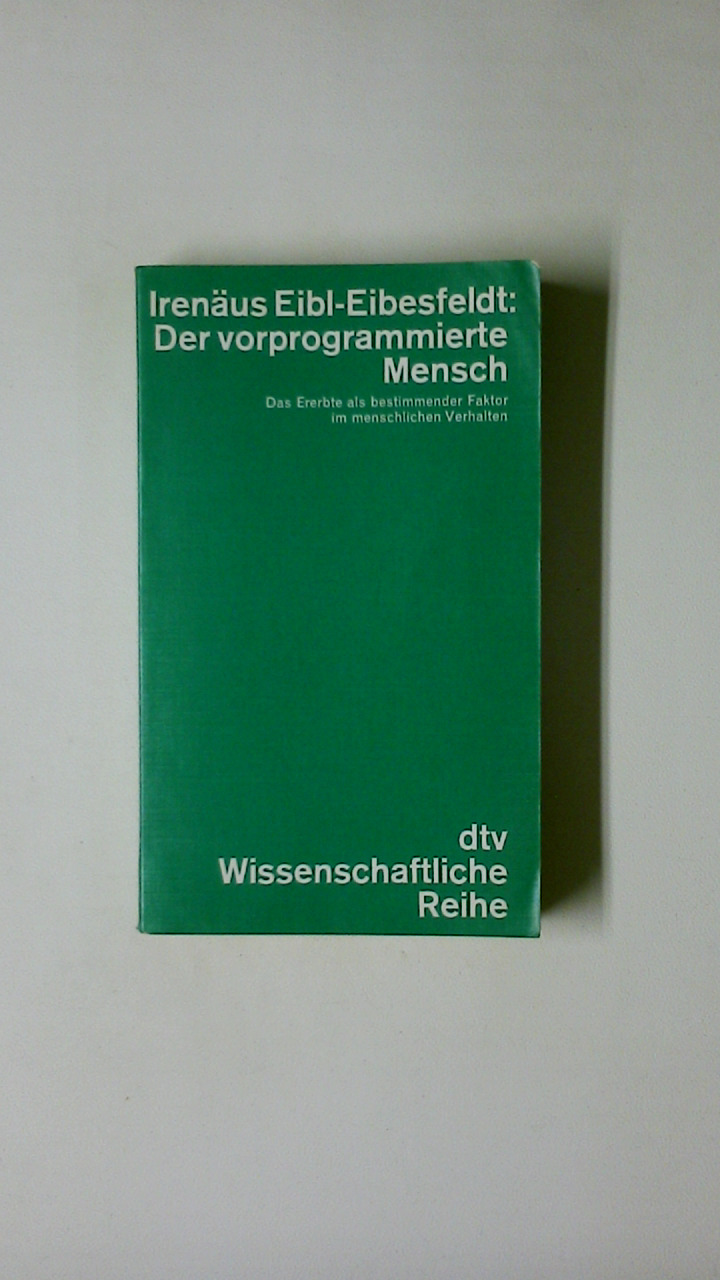 Irenäus Eibl-Eibesfeldt:
Der vorprogrammierte
Mensch
Das Ererbte als bestimmender Faktor
im menschlichen Verhalten
dtv
Wissenschaftliche
Reihe